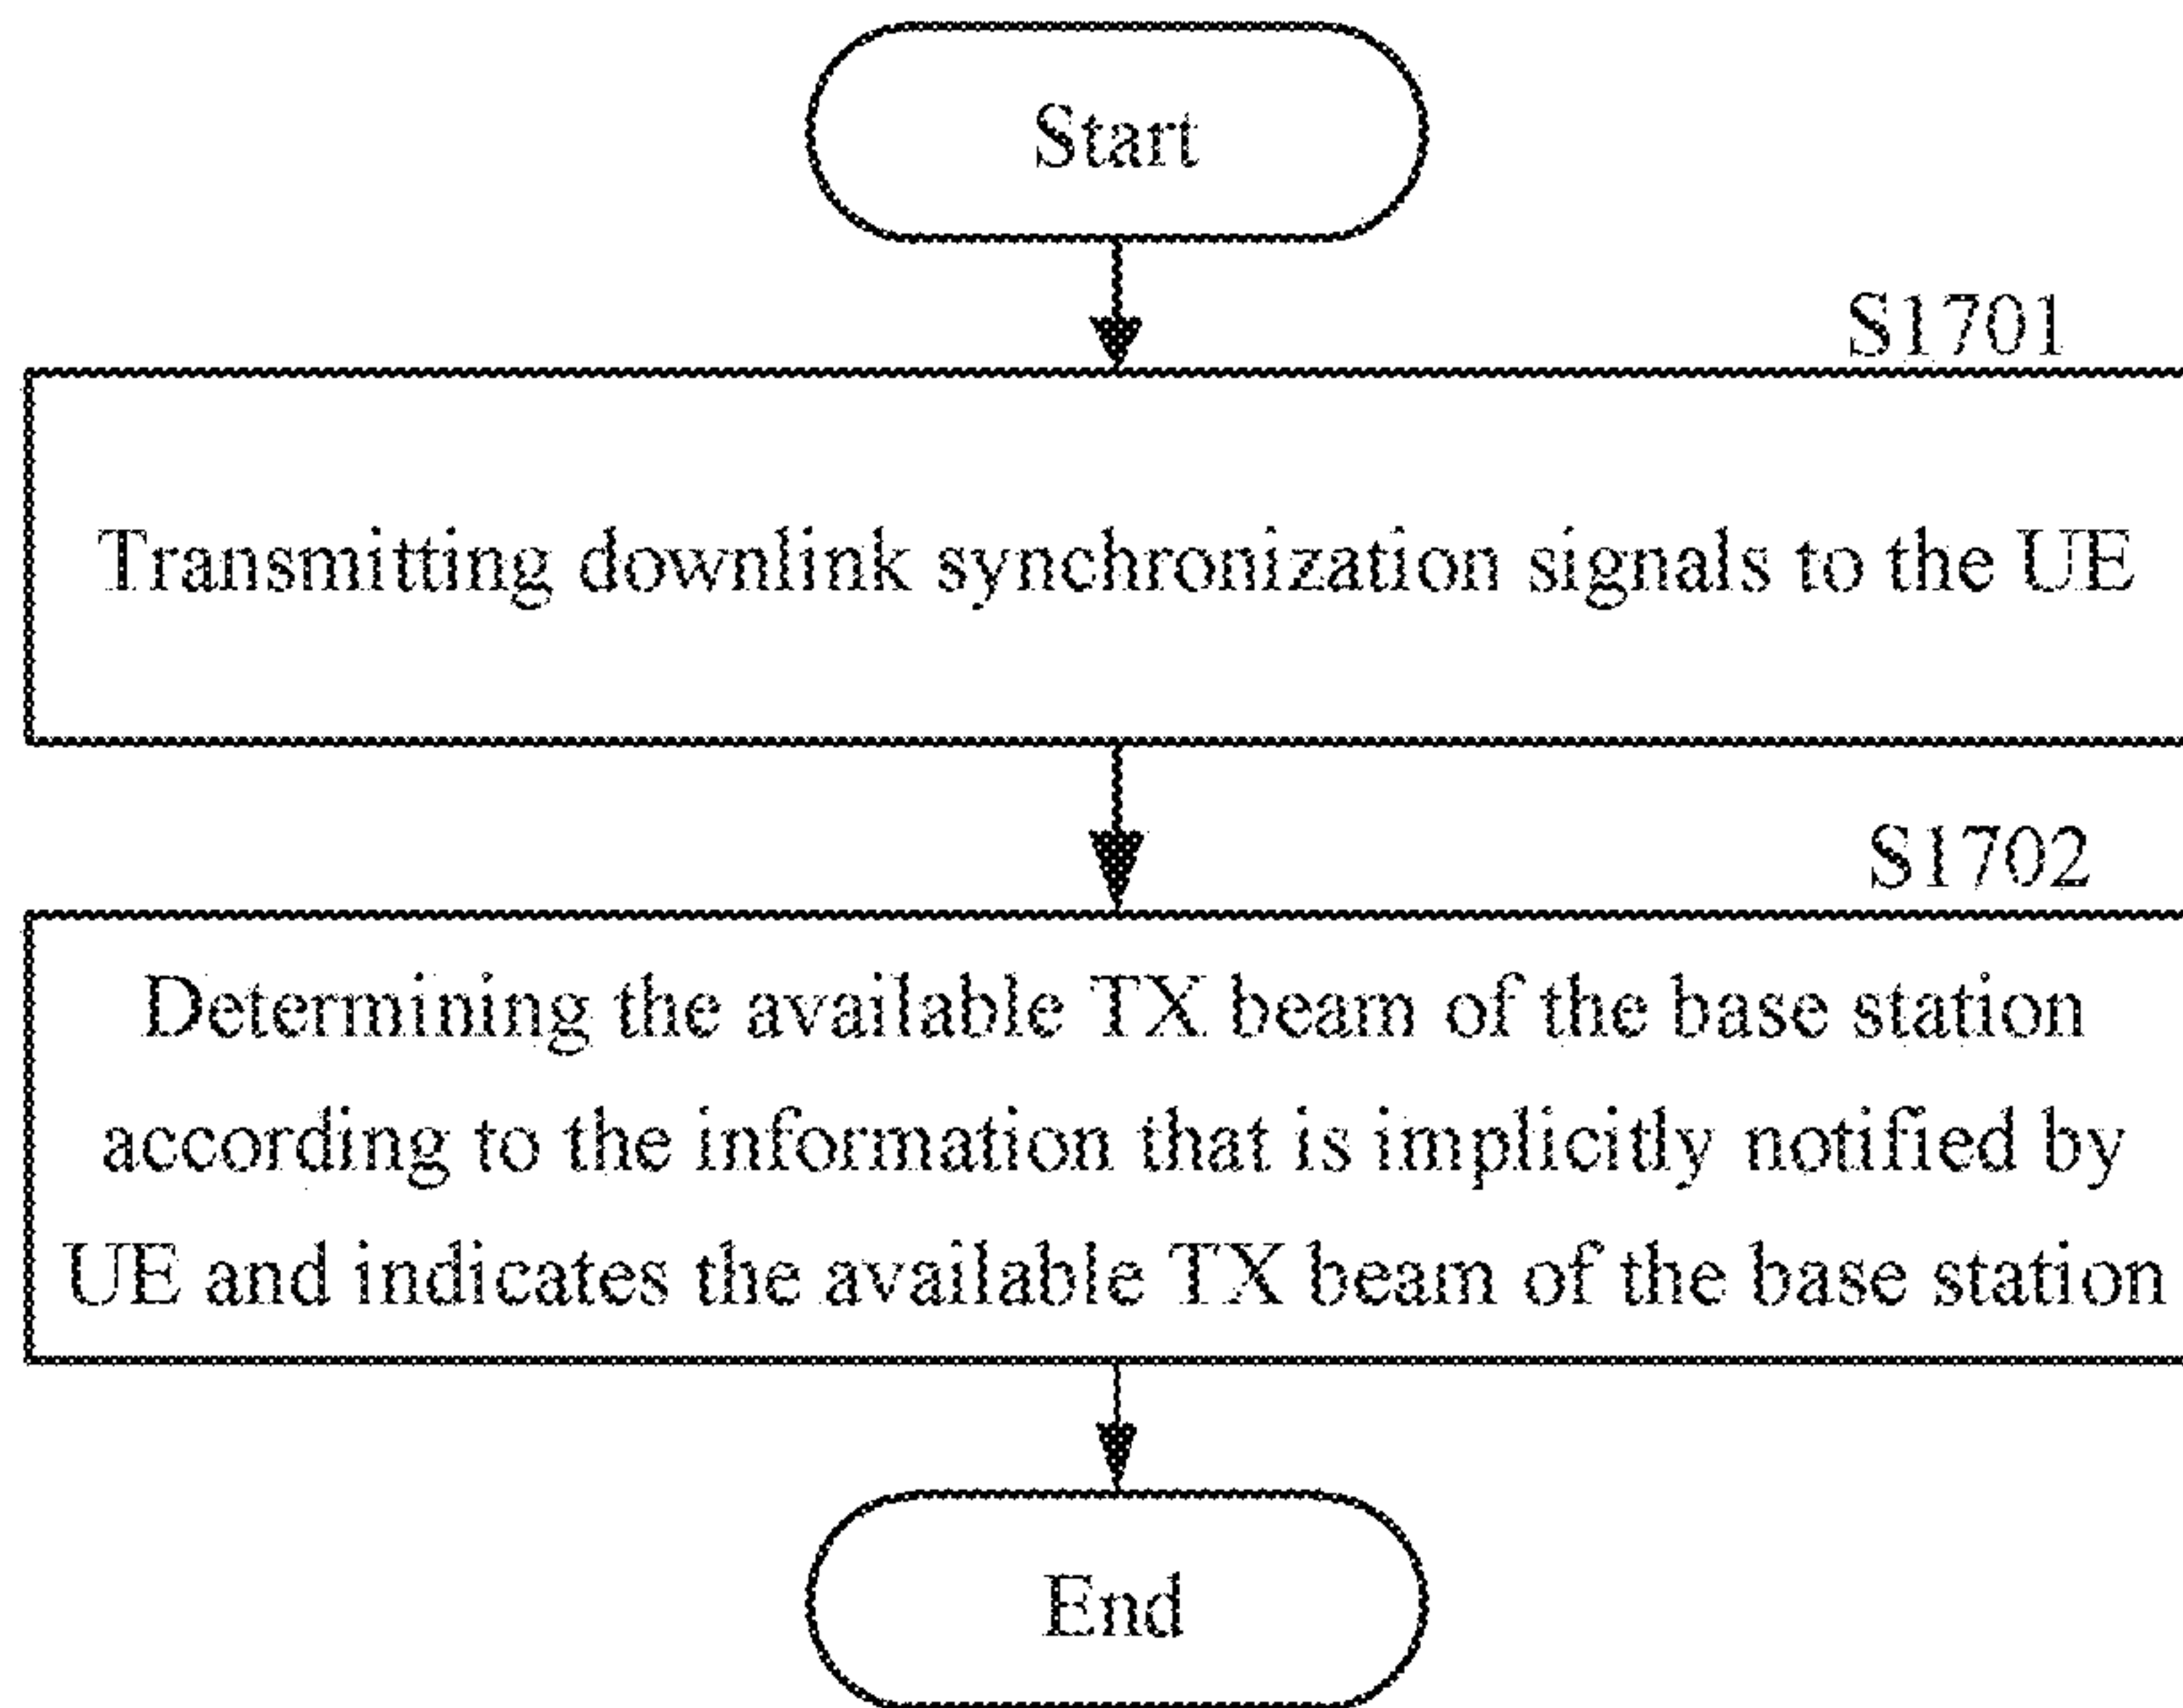 Start
S1701
Transmitting downlink synchronization signals to the UE
S1702
Determining the available TX beam of the base station
according to the information that is implicitly notified by
UE and indicates the available TX beam of the base station
End